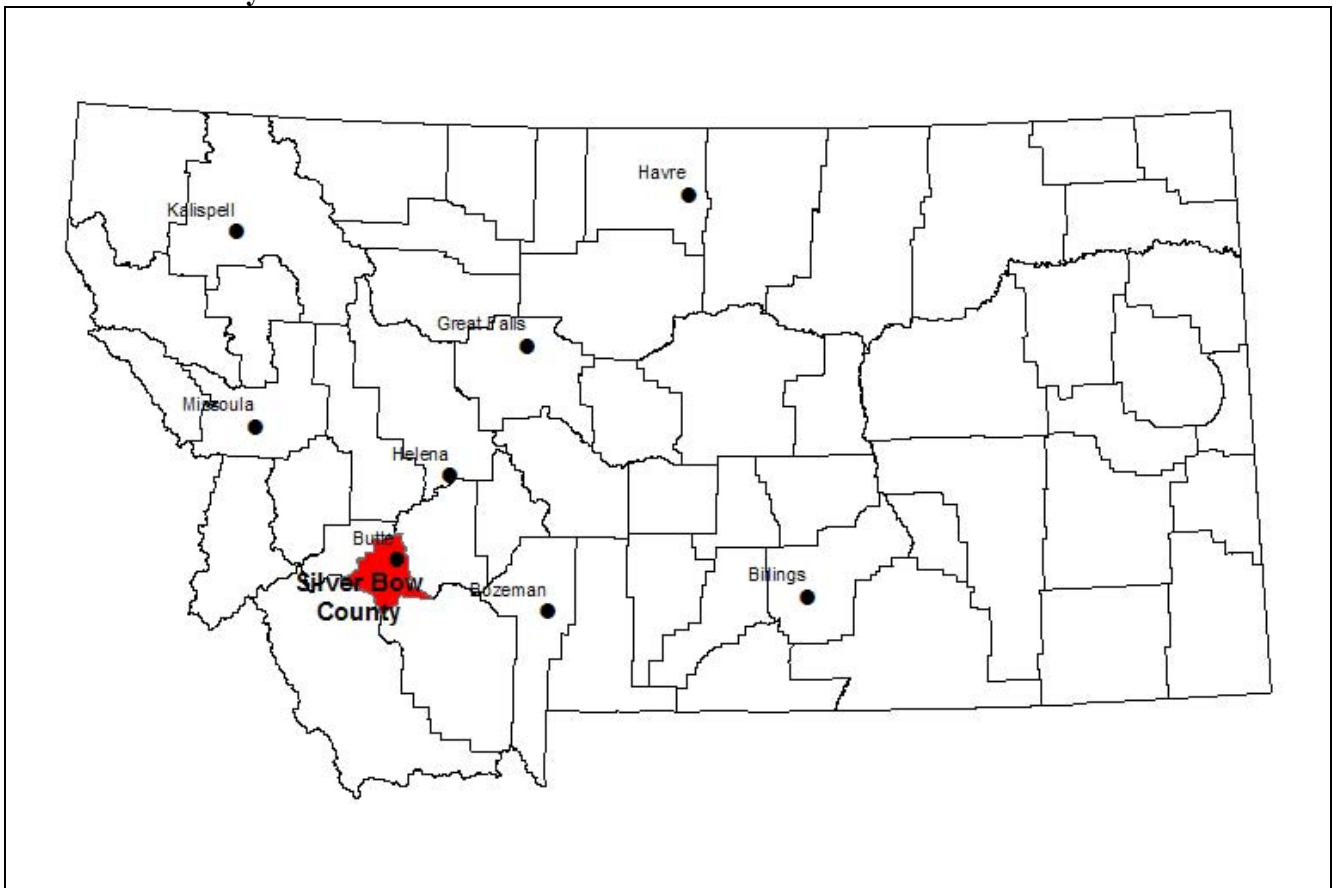 Havre
Kalispell
Great Falls
Missoula
Helena
Butte
Silver Bow
County
Bozeman
Billings